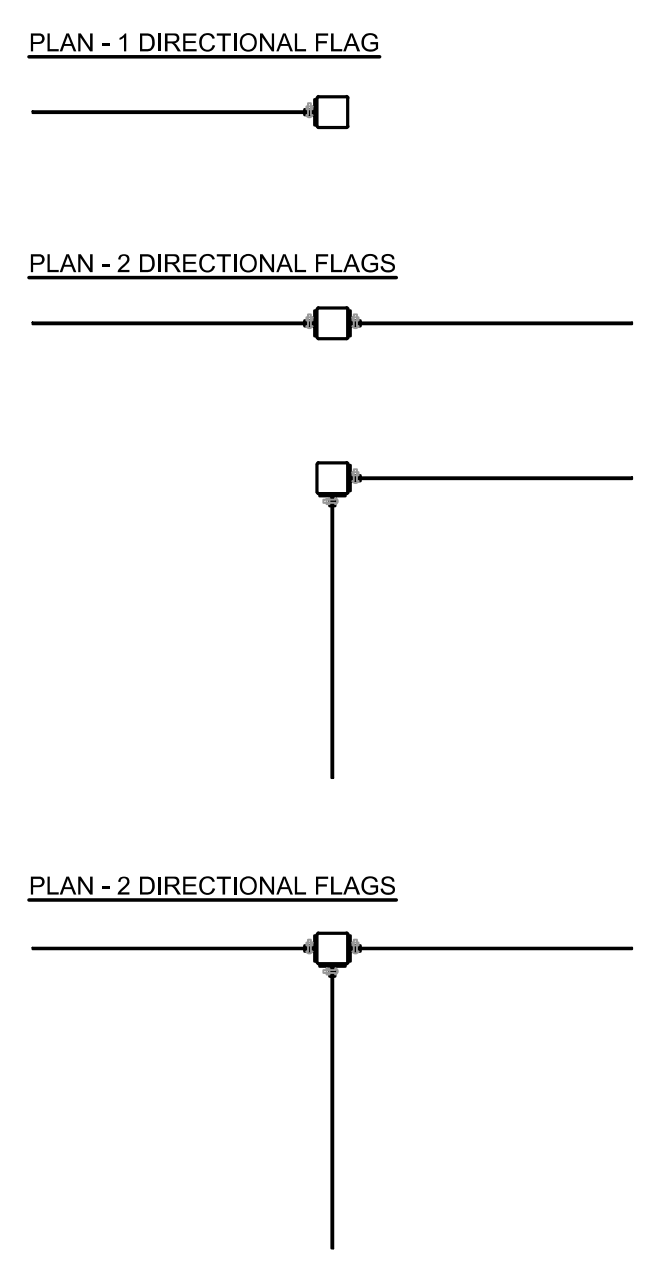 PLAN - 1 DIRECTIONAL FLAG
PLAN - 2 DIRECTIONAL FLAGS
PLAN - 2 DIRECTIONAL FLAGS